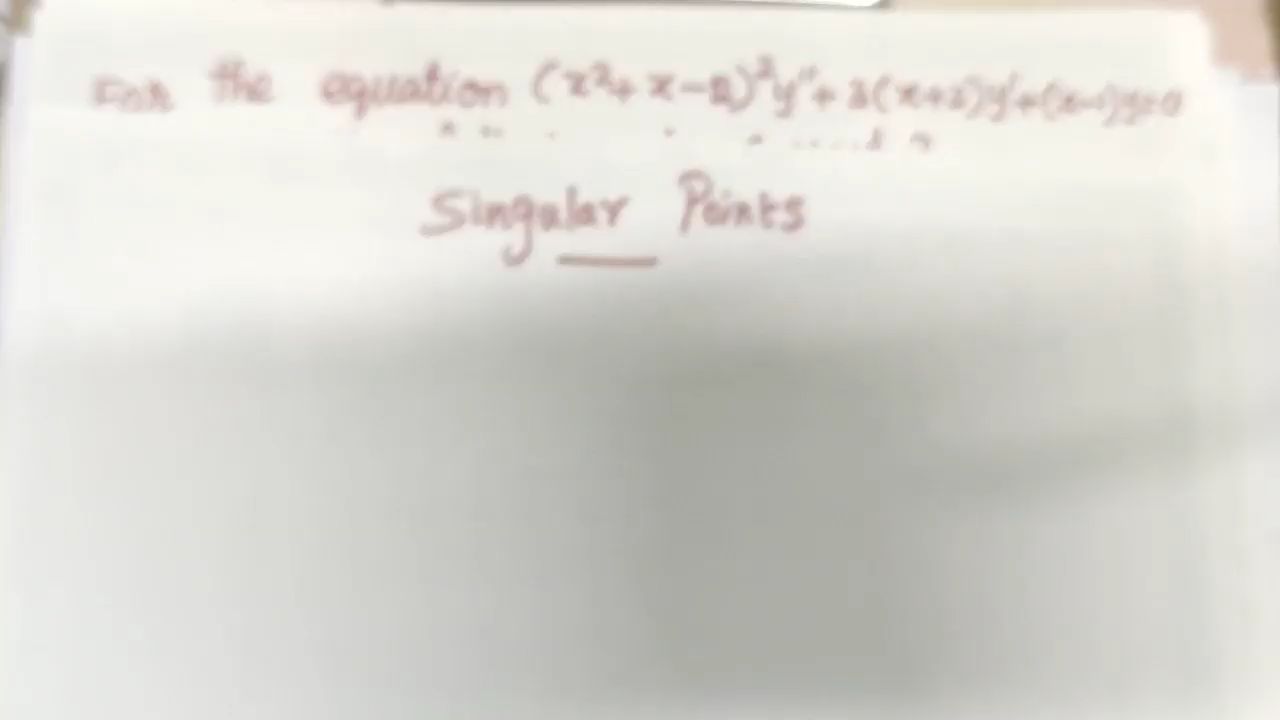 For the equation (x²+x-2)²y"+3(x+2)y'+(x-1)y=0
Singular Points